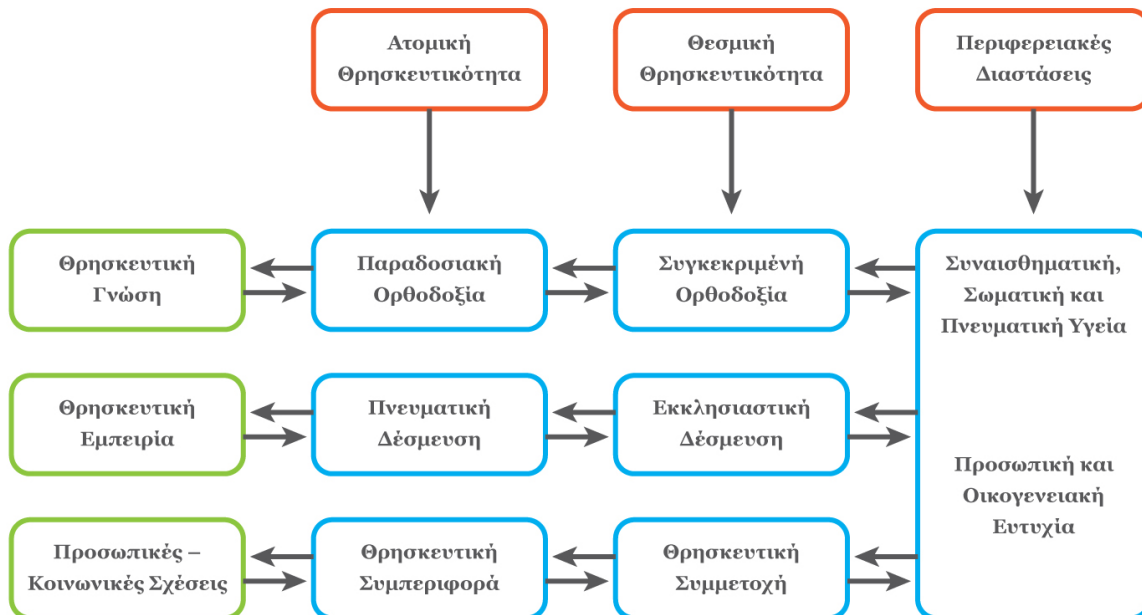 Ατομική
Θρησκευτικότητα
Θεσμική
Θρησκευτικότητα
Περιφερειακές
Διαστάσεις
Θρησκευτική
Γνώση
Παραδοσιακή
Ορθοδοξία
Συγκεκριμένη
Ορθοδοξία
Συναισθηματική,
Σωματική και
Πνευματική Υγεία
Θρησκευτική
Εμπειρία
Πνευματική
Δέσμευση
Εκκλησιαστική
Δέσμευση
Προσωπική και
Οικογενειακή
Ευτυχία
Προσωπικές –
Κοινωνικές Σχέσεις
Θρησκευτική
Συμπεριφορά
Θρησκευτική
Συμμετοχή